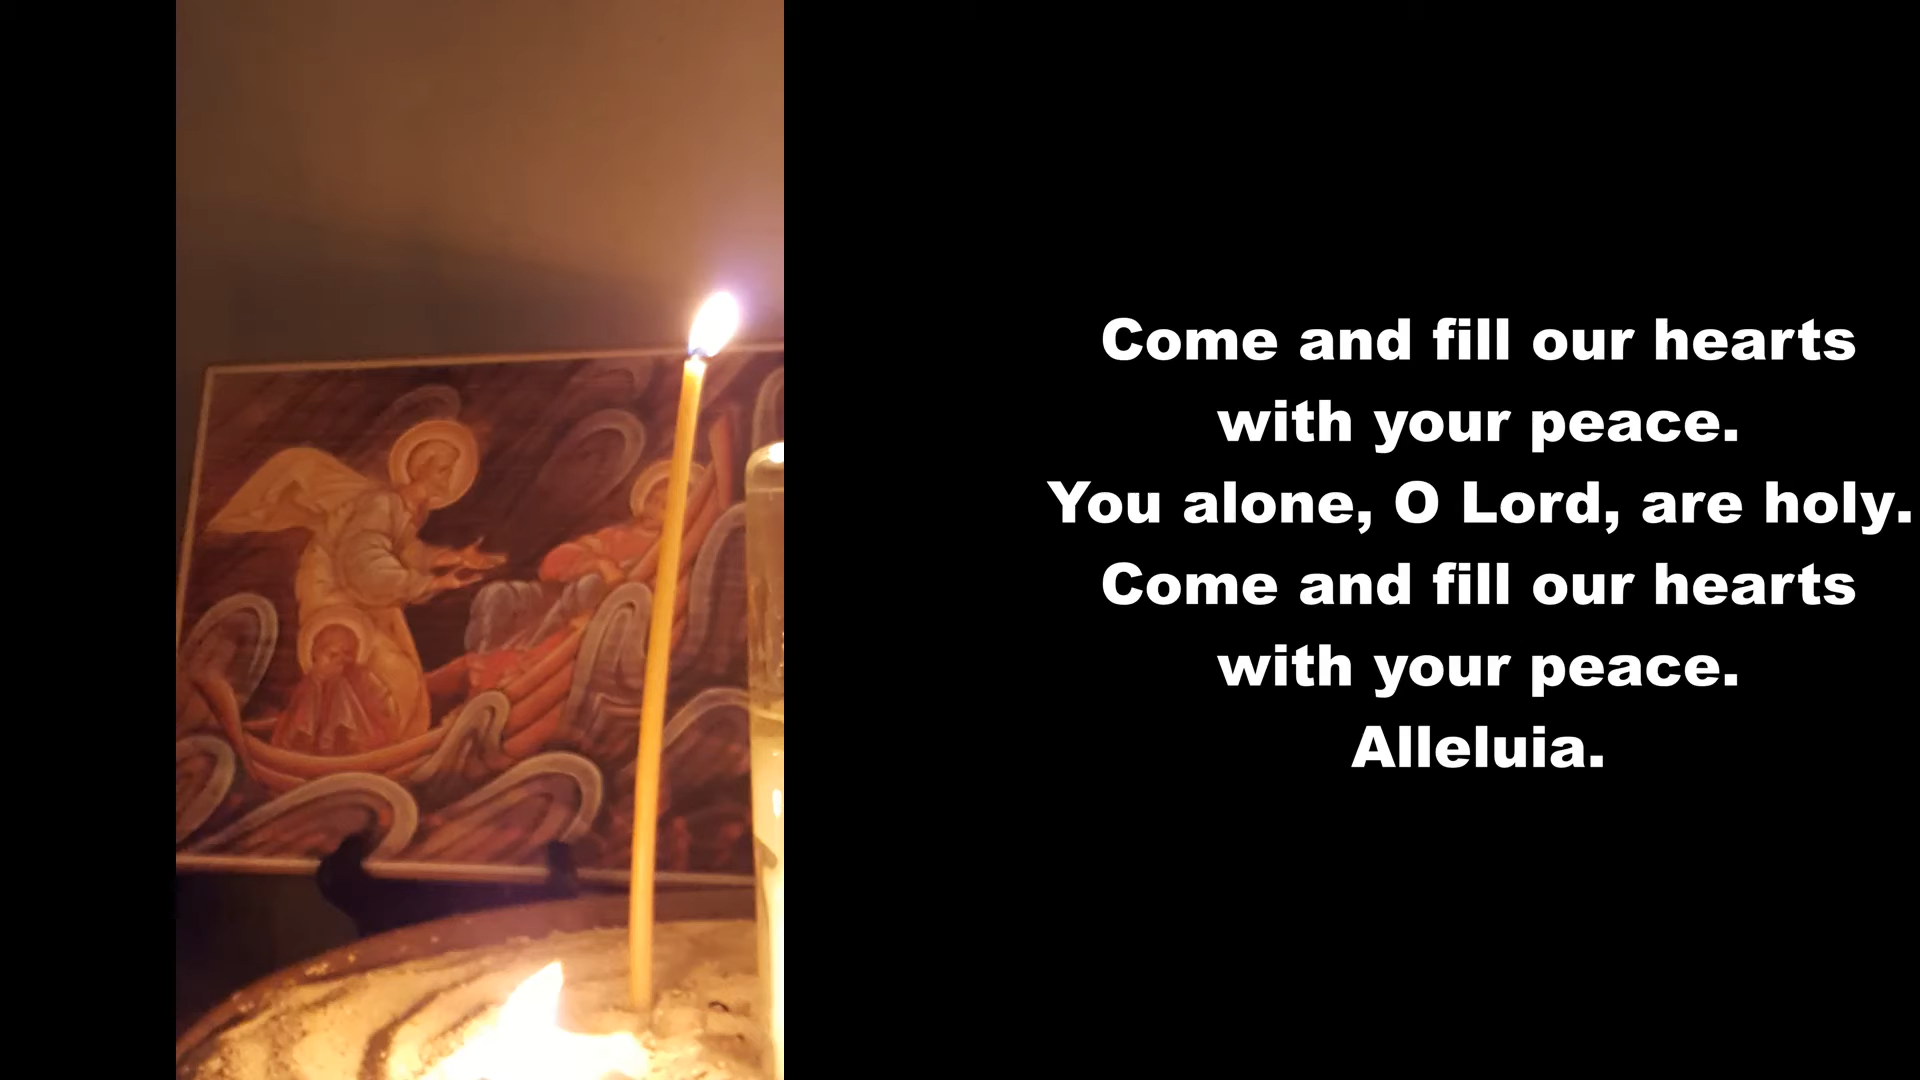 Come and fill our hearts
with your peace.
You alone, O Lord, are holy.
Come and fill our hearts
with your peace.
Alleluia.